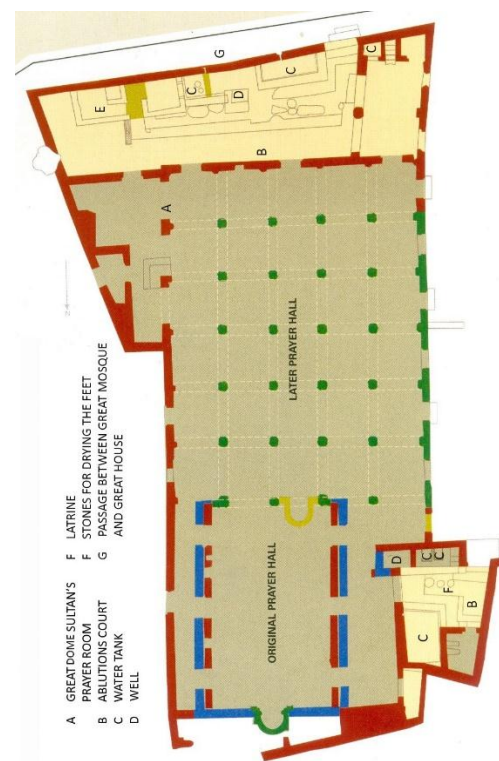 A GREAT DOME SULTAN'S
PRAYER ROOM
B ABLUTIONS COURT
C WATER TANK
D WELL
F LATRINE
F STONES FOR DRYING THE FEET
G PASSAGE BETWEEN GREAT MOSQUE
AND GREAT HOUSE
N
G
E
C
D
C
C
B
A
LATER PRAYER HALL
ORIGINAL PRAYER HALL
D
C
C
F
B
C